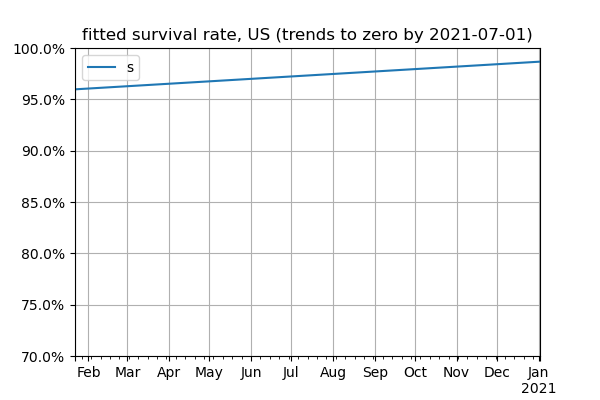 fitted survival rate, US (trends to zero by 2021-07-01)
100.0%
s
95.0%
90.0%
85.0%
80.0%
75.0%
70.0%
Feb Mar Apr May Jun Jul Aug Sep Oct Nov Dec Jan
2021